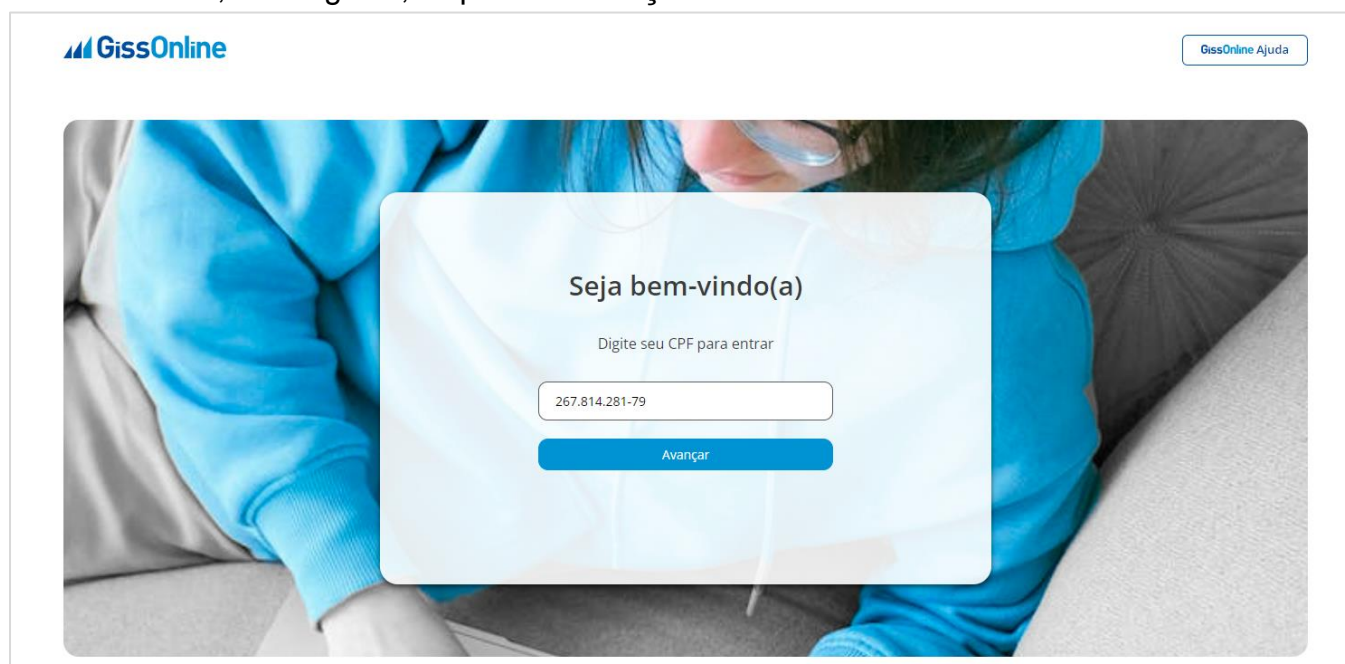 GissOnline
GissOnline Ajuda
Seja bem-vindo(a)
Digite seu CPF para entrar
267.814.281-79
Avançar